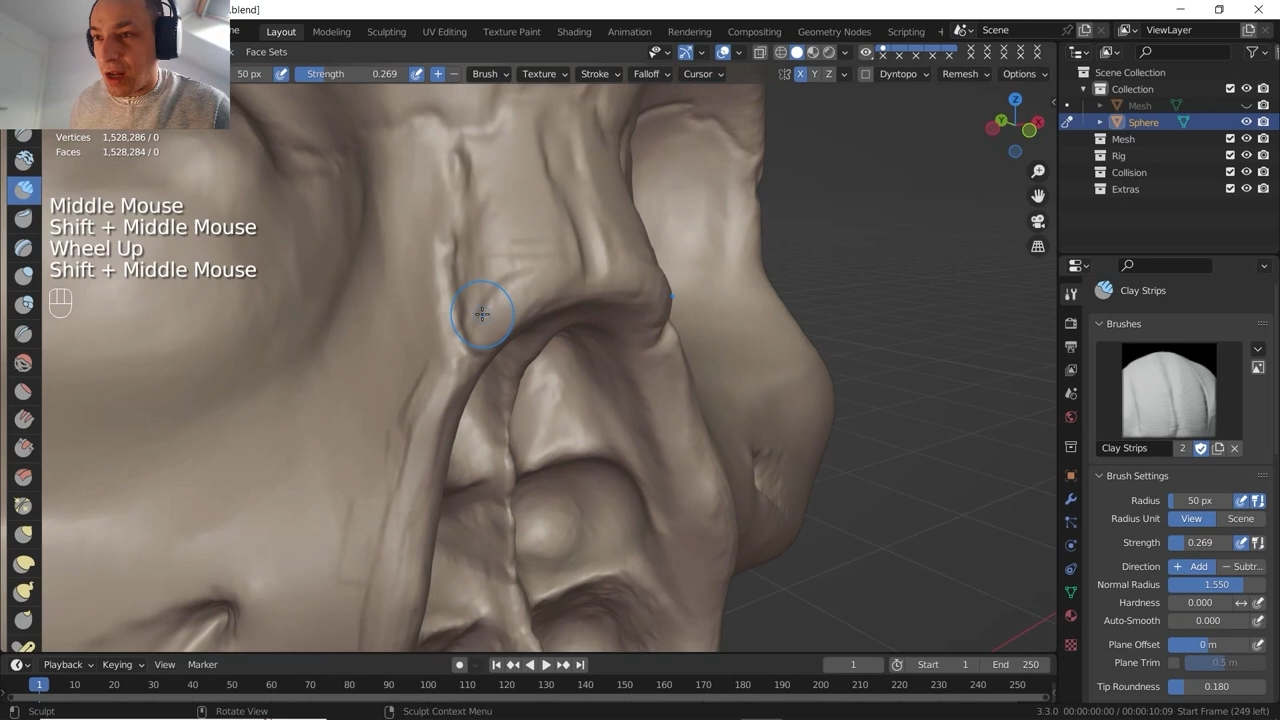 .blend]
Layout Modeling Sculpting UV Editing Texture Paint Shading Animation Rendering Compositing Geometry Nodes Scripting Scene ViewLayer
Face Sets
50 px Strength 0.269 Brush Texture Stroke Falloff Cursor X Y Z Dyntopo Remesh Options
Scene Collection
Collection
Mesh
Sphere
Mesh
Rig
Collision
Extras
Vertices 1,528,286 / 0
Faces 1,528,284 / 0
Z
Y
X
Middle Mouse
Shift + Middle Mouse
Wheel Up
Shift + Middle Mouse
Clay Strips
Brushes
Clay Strips 2
Brush Settings
Radius 50 px
Radius Unit View Scene
Strength 0.269
Direction + Add − Subtr...
Normal Radius 1.550
Hardness 0.000
Auto-Smooth 0.000
Plane Offset 0 m
Plane Trim 0.5 m
Tip Roundness 0.180
Playback Keying View Marker 1 Start 1 End 250
1 10 20 30 40 50 60 70 80 90 100 110 120 130 140 150 160 170 180 190 200 210 220 230 240 250
Sculpt Rotate View Sculpt Context Menu 3.3.0 00:00:00:00 / 00:00:10:09 Start Frame (249 left)